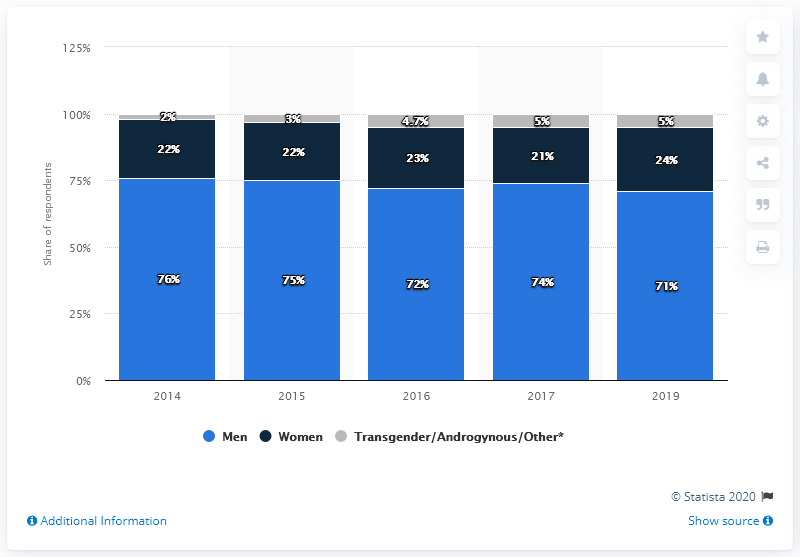 125%
100%
75%
50%
25%
0%
Share of respondents
2% 3% 4.7% 5% 5%
22% 22% 23% 21% 24%
76% 75% 72% 74% 71%
2014 2015 2016 2017 2019
Men Women Transgender/Androgynous/Other*
© Statista 2020
Additional Information Show source